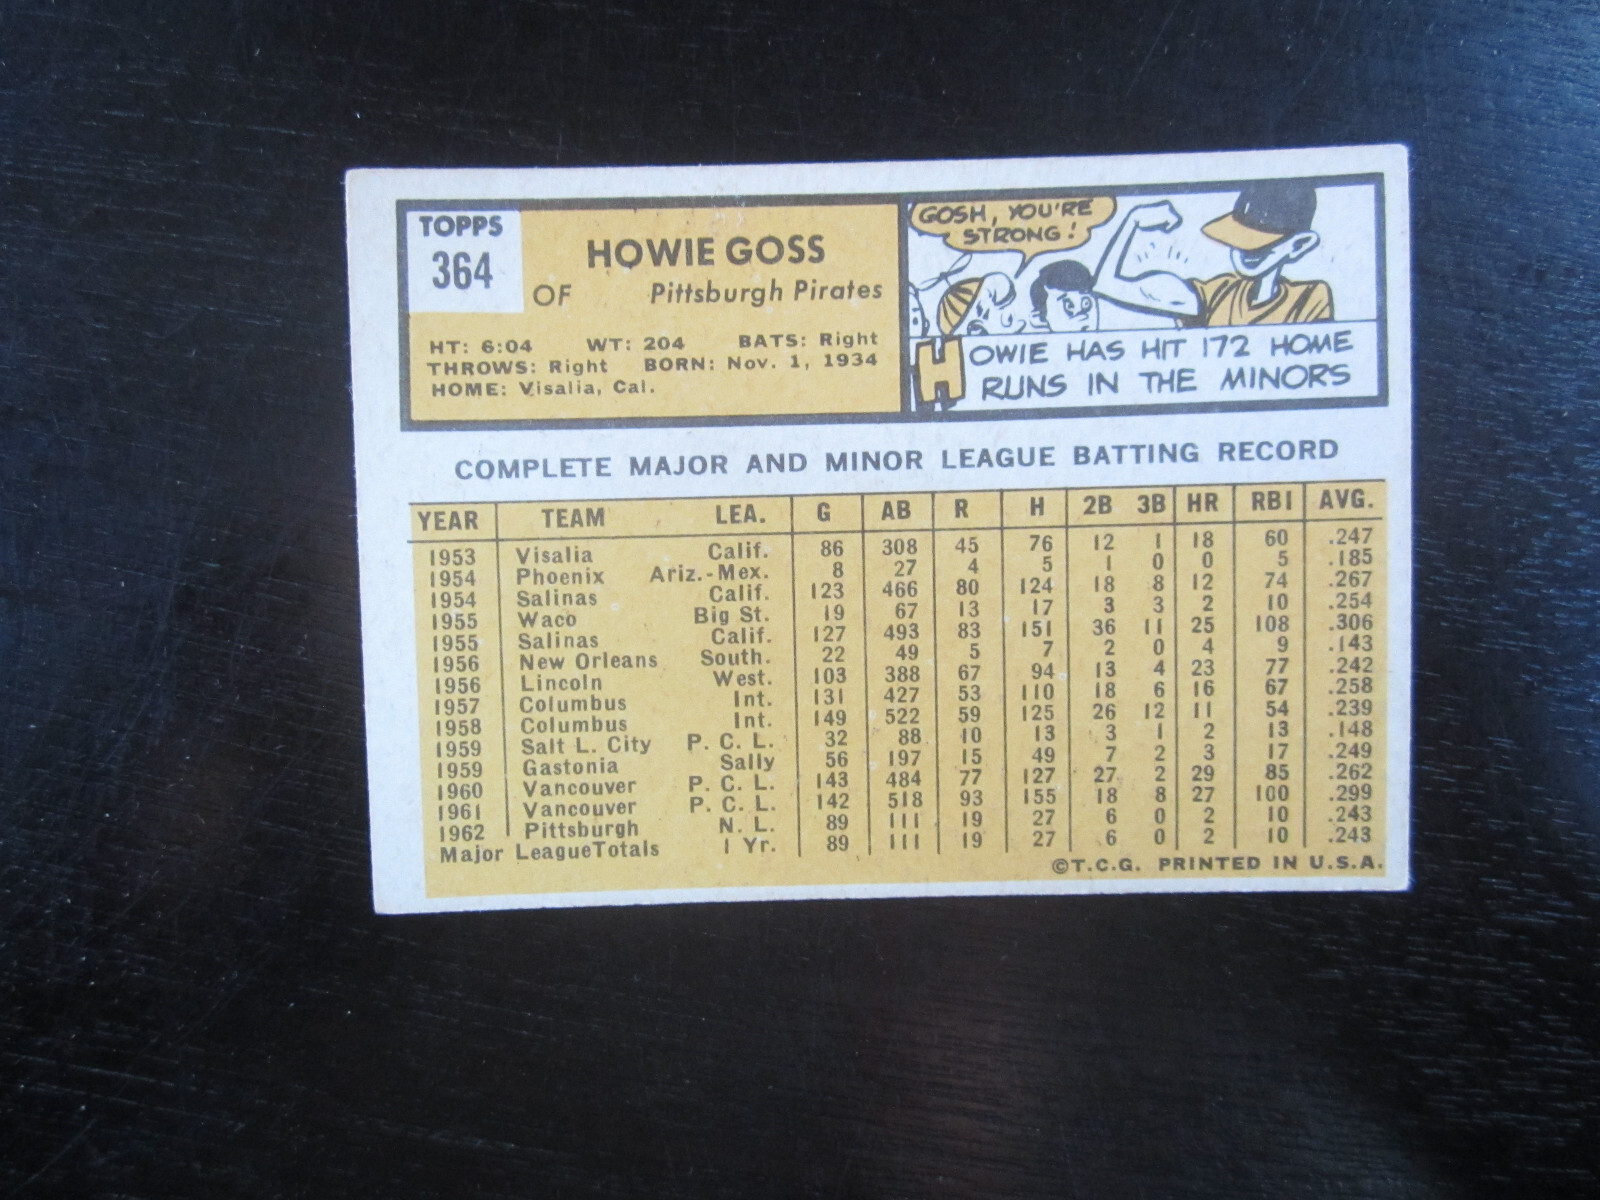 TOPPS
364
HOWIE GOSS
OF Pittsburgh Pirates
HT: 6:04 WT: 204 BATS: Right
THROWS: Right BORN: Nov. 1, 1934
HOME: Visalia, Cal.
GOSH, YOU'RE
STRONG!
HOWIE HAS HIT 172 HOME
RUNS IN THE MINORS
COMPLETE MAJOR AND MINOR LEAGUE BATTING RECORD
YEAR TEAM LEA. G AB R H 2B 3B HR RBI AVG.
1953 Visalia Calif. 86 308 45 76 12 1 18 60 .247
1954 Phoenix Ariz.-Mex. 8 27 4 5 1 0 0 5 .185
1954 Salinas Calif. 123 466 80 124 18 8 12 74 .267
1955 Waco Big St. 19 67 13 17 3 3 2 10 .254
1955 Salinas Calif. 127 493 83 151 36 11 25 108 .306
1956 New Orleans South. 22 49 5 7 2 0 4 9 .143
1956 Lincoln West. 103 388 67 94 13 4 23 77 .242
1957 Columbus Int. 131 427 53 110 18 6 16 67 .258
1958 Columbus Int. 149 522 59 125 26 12 11 54 .239
1959 Salt L. City P. C. L. 32 88 10 13 3 1 2 13 .148
1959 Gastonia Sally 56 197 15 49 7 2 3 17 .249
1960 Vancouver P. C. L. 143 484 77 127 27 2 29 85 .262
1961 Vancouver P. C. L. 142 518 93 155 18 8 27 100 .299
1962 Pittsburgh N. L. 89 111 19 27 6 0 2 10 .243
Major League Totals 1 Yr. 89 111 19 27 6 0 2 10 .243
©T.C.G. PRINTED IN U.S.A.